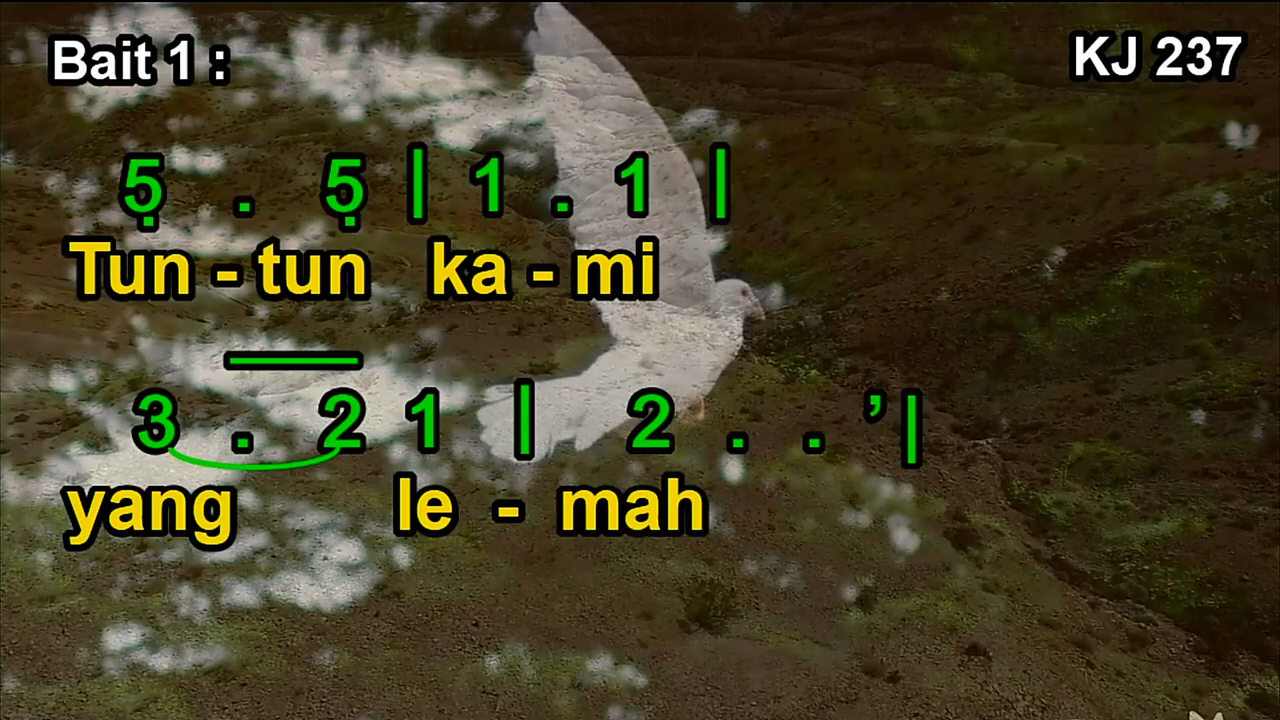 Bait 1 : KJ 237
5̣ . 5̣ | 1 . 1 |
Tun - tun ka - mi
3 . 2 1 | 2 . . ’ |
yang le - mah